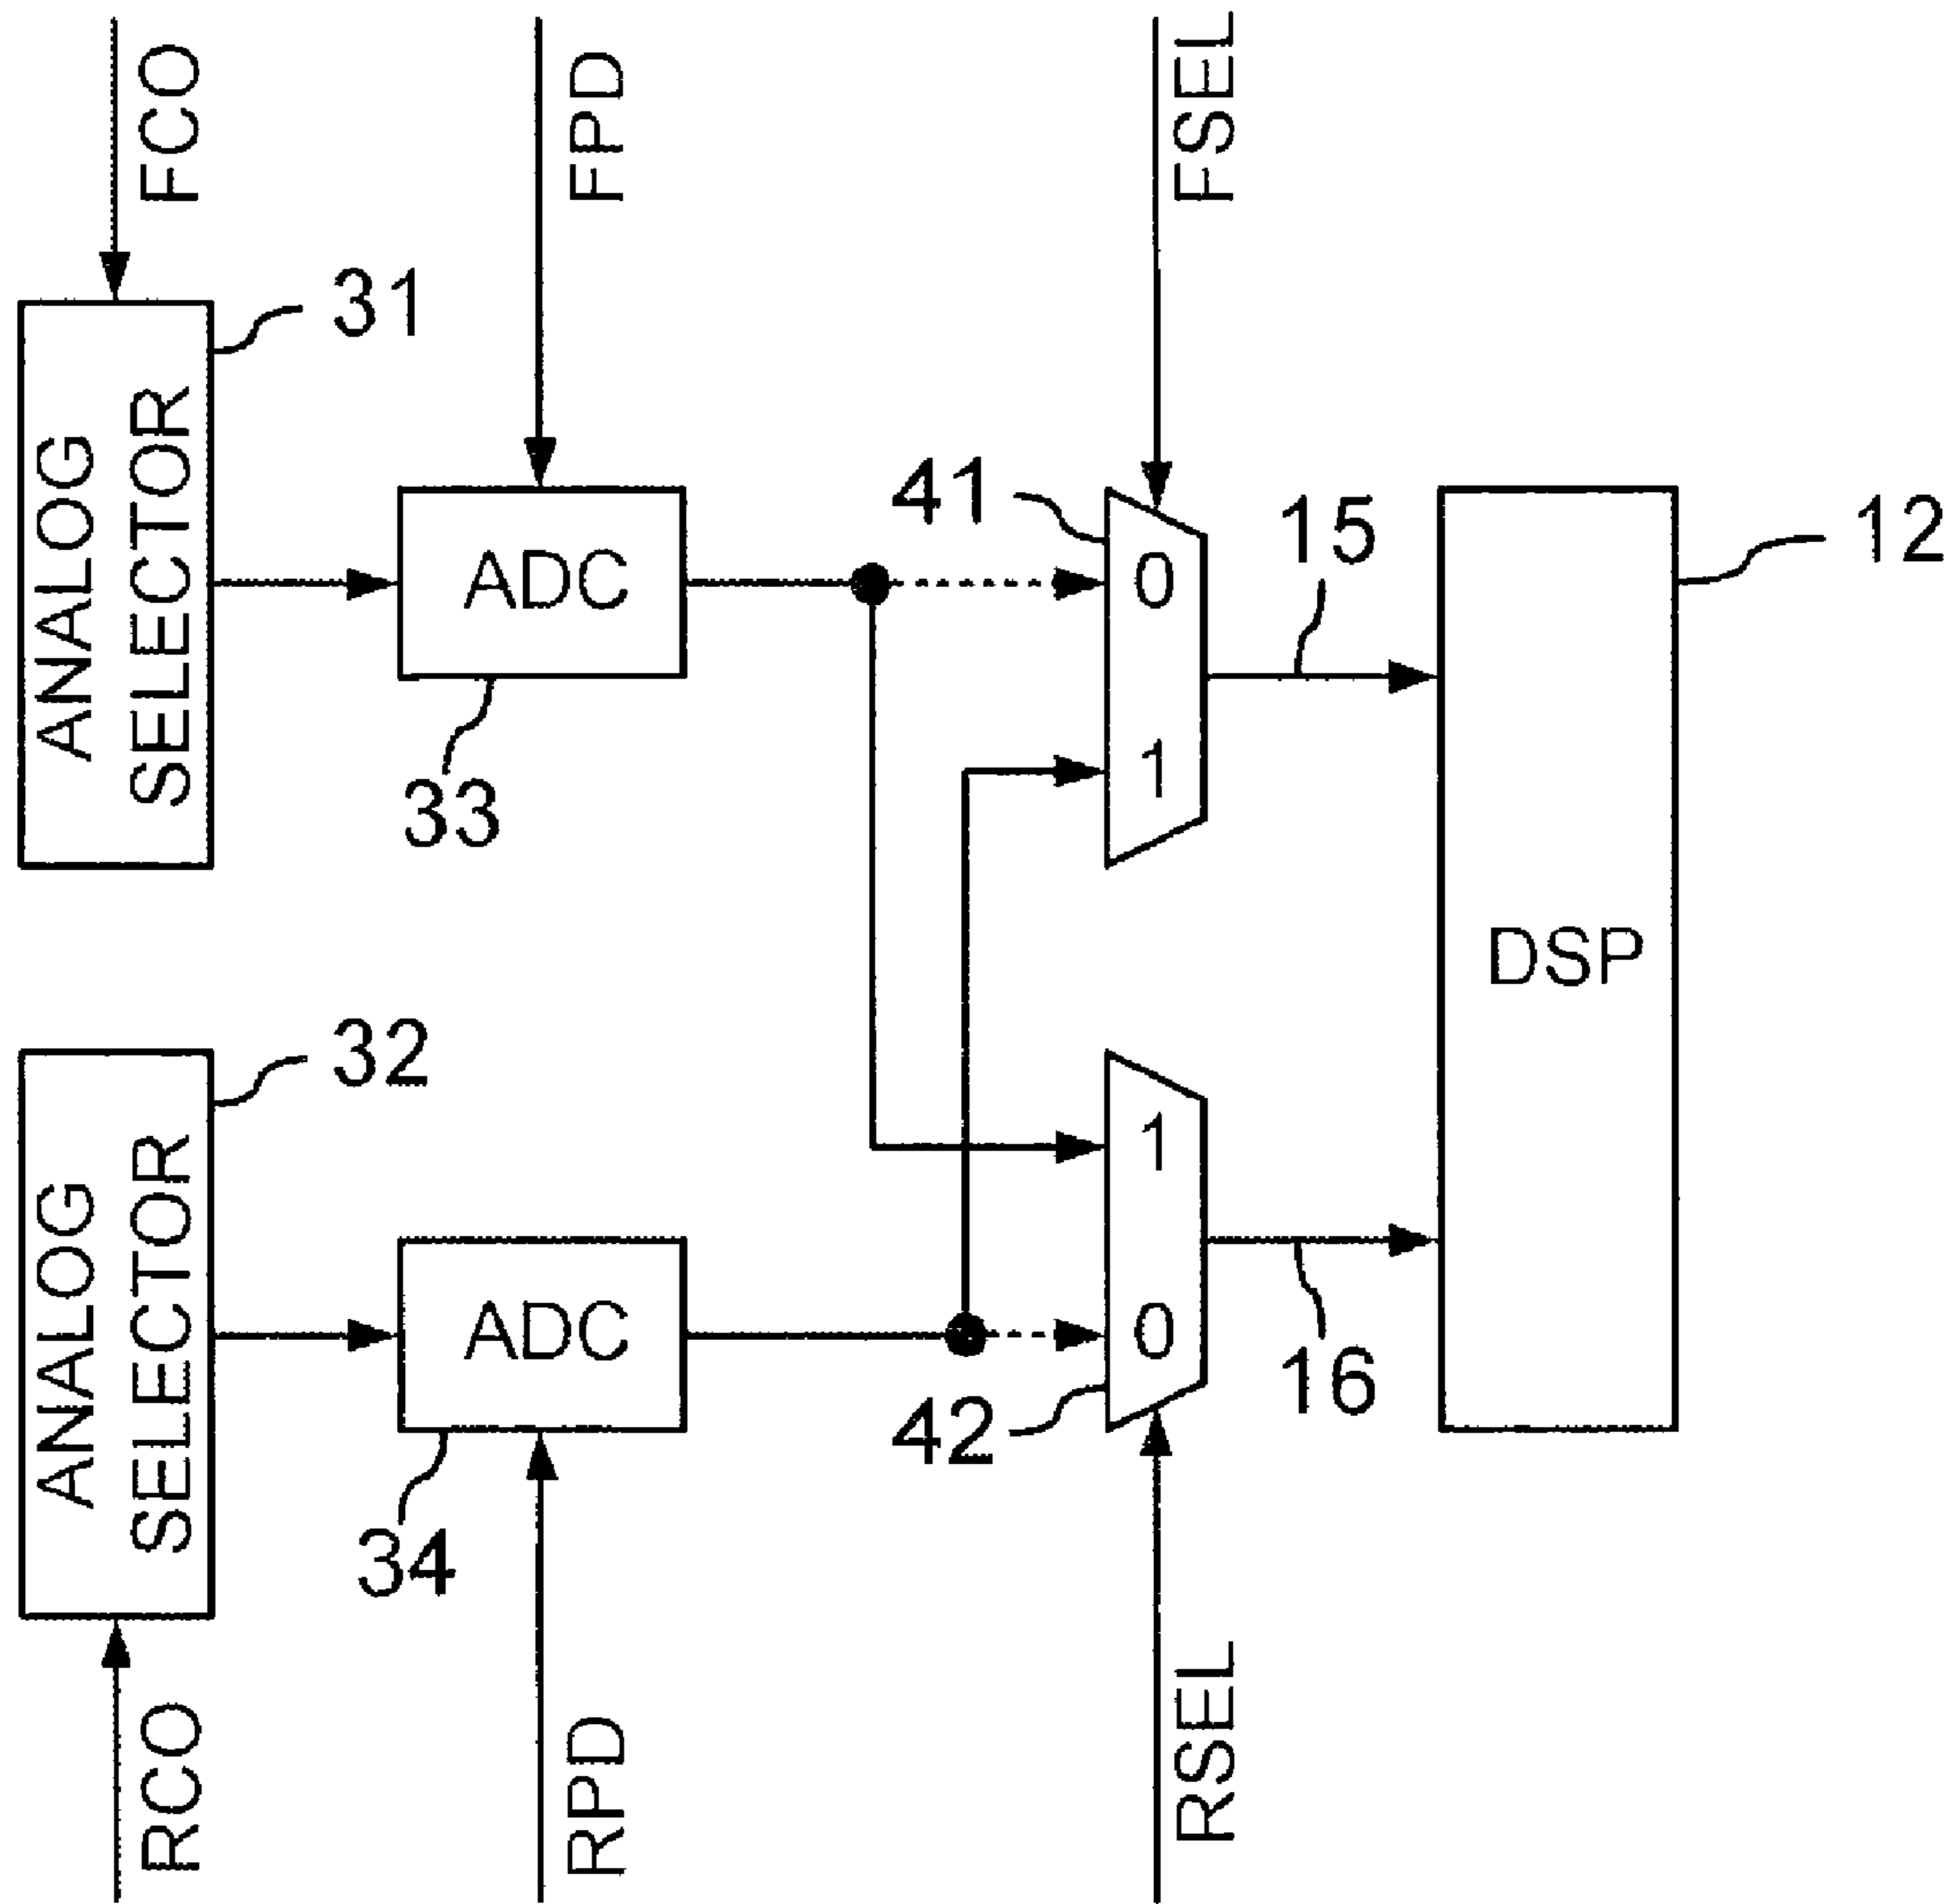 FCO
FPD
FSEL
31
ANALOG
SELECTOR
ADC
33
41
0
1
15
12
DSP
32
ANALOG
SELECTOR
ADC
34
1
0
42
16
RCO
RPD
RSEL